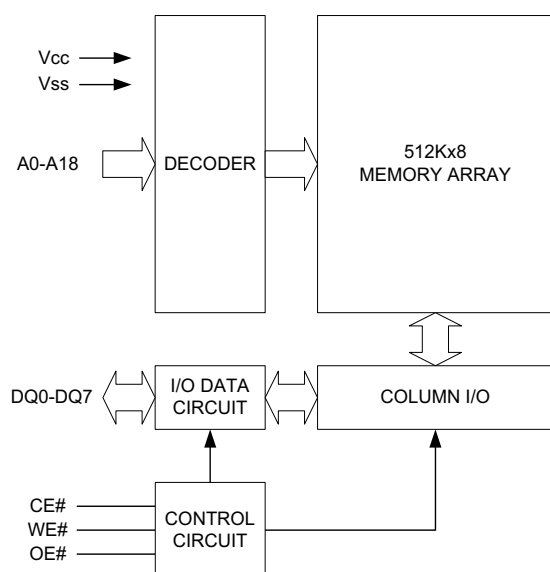 Vcc
Vss
A0-A18
DECODER
512Kx8
MEMORY ARRAY
DQ0-DQ7
I/O DATA
CIRCUIT
COLUMN I/O
CE#
WE#
OE#
CONTROL
CIRCUIT